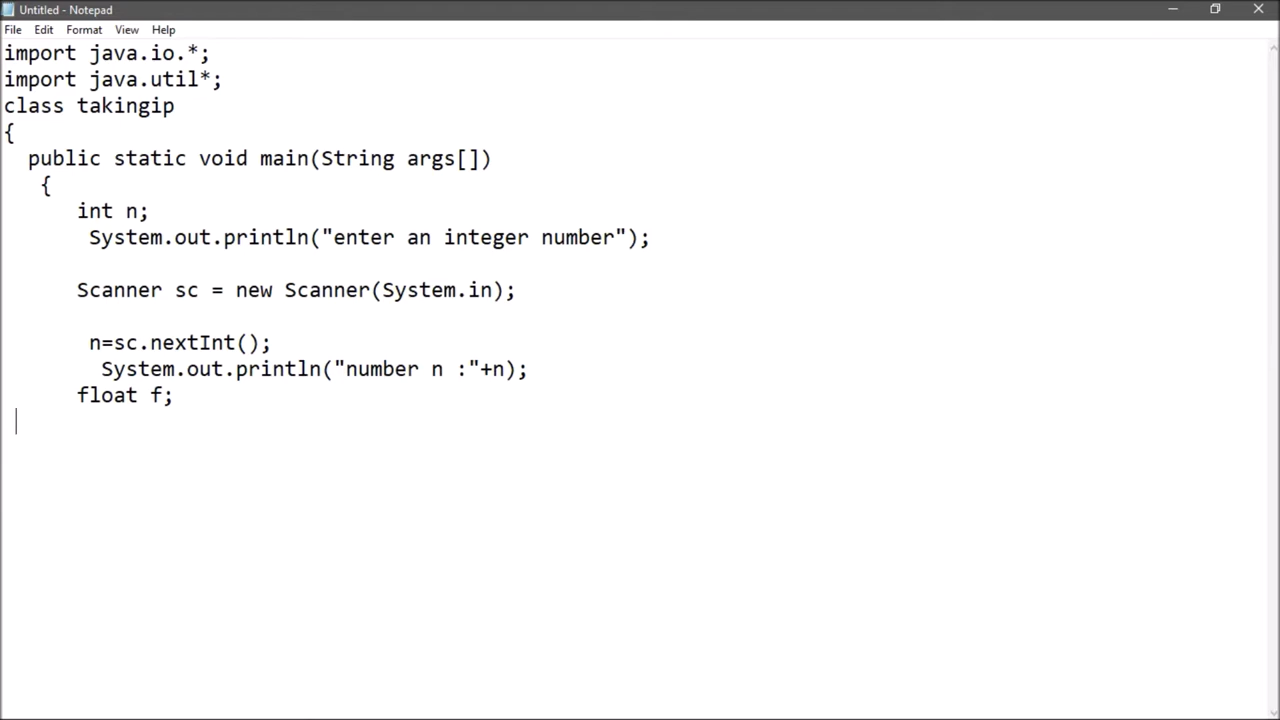 Untitled - Notepad
File Edit Format View Help
import java.io.*;
import java.util*;
class takingip
{
public static void main(String args[])
{
int n;
System.out.println("enter an integer number");
Scanner sc = new Scanner(System.in);
n=sc.nextInt();
System.out.println("number n :"+n);
float f;